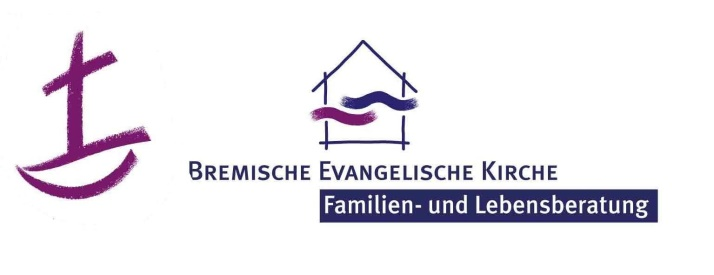 BREMISCHE EVANGELISCHE KIRCHE
Familien- und Lebensberatung